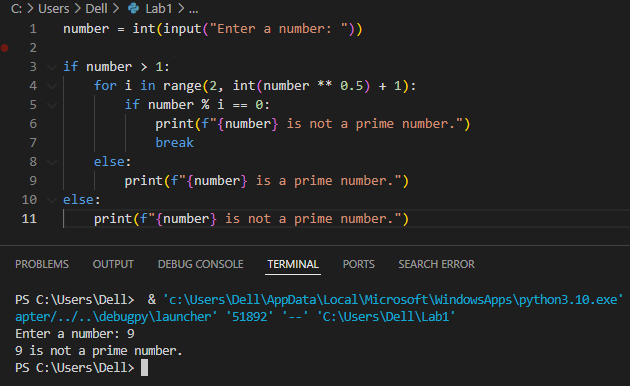 C: > Users > Dell > Lab1 > ...
1 number = int(input("Enter a number: "))
2
3 if number > 1:
4     for i in range(2, int(number ** 0.5) + 1):
5         if number % i == 0:
6             print(f"{number} is not a prime number.")
7             break
8     else:
9         print(f"{number} is a prime number.")
10 else:
11     print(f"{number} is not a prime number.")
PROBLEMS OUTPUT DEBUG CONSOLE TERMINAL PORTS SEARCH ERROR
PS C:\Users\Dell>  & 'c:\Users\Dell\AppData\Local\Microsoft\WindowsApps\python3.10.exe'
apter/../..\debugpy\launcher' '51892' '--' 'C:\Users\Dell\Lab1'
Enter a number: 9
9 is not a prime number.
PS C:\Users\Dell>